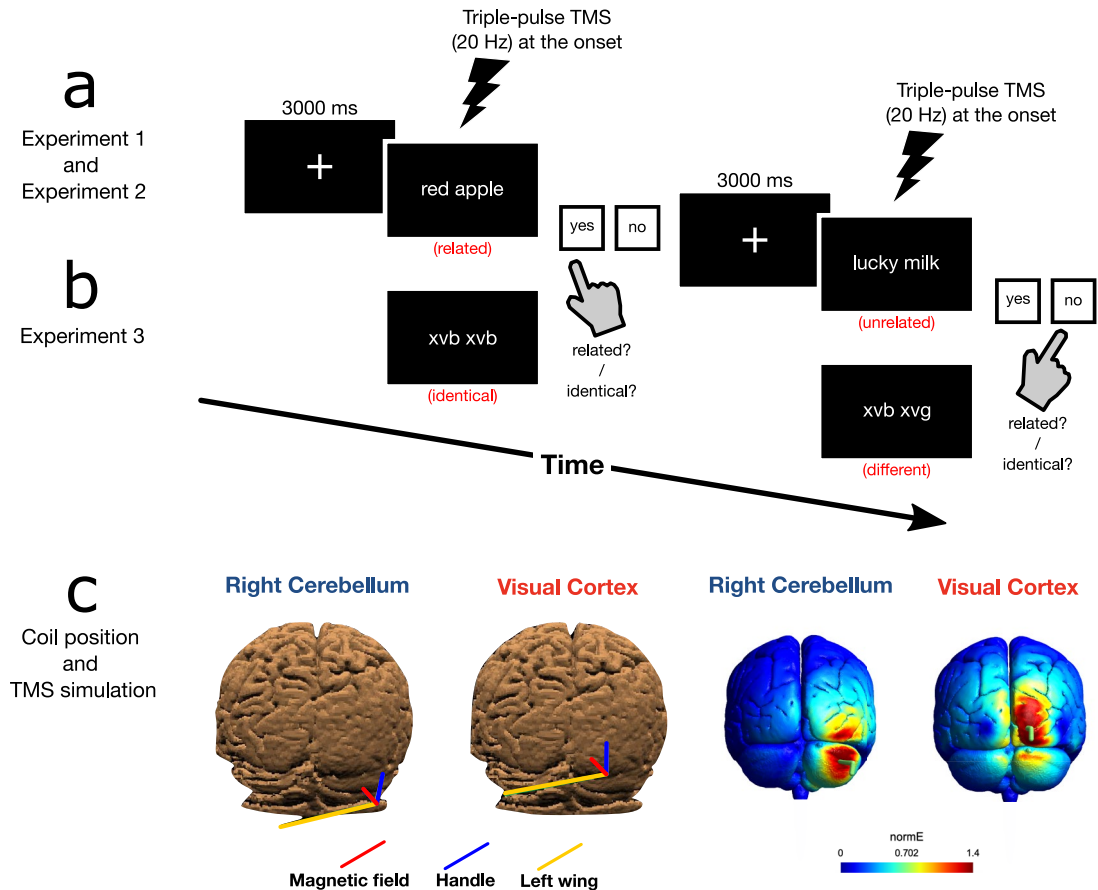 a
Experiment 1
and
Experiment 2
3000 ms
+
Triple-pulse TMS
(20 Hz) at the onset
red apple
(related)
yes
no
3000 ms
+
Triple-pulse TMS
(20 Hz) at the onset
lucky milk
(unrelated)
yes
no
b
Experiment 3
xvb xvb
(identical)
related?
/
identical?
xvb xvg
(different)
related?
/
identical?
Time
c
Coil position
and
TMS simulation
Right Cerebellum
Visual Cortex
Right Cerebellum
Visual Cortex
Magnetic field
Handle
Left wing
normE
0
0.702
1.4